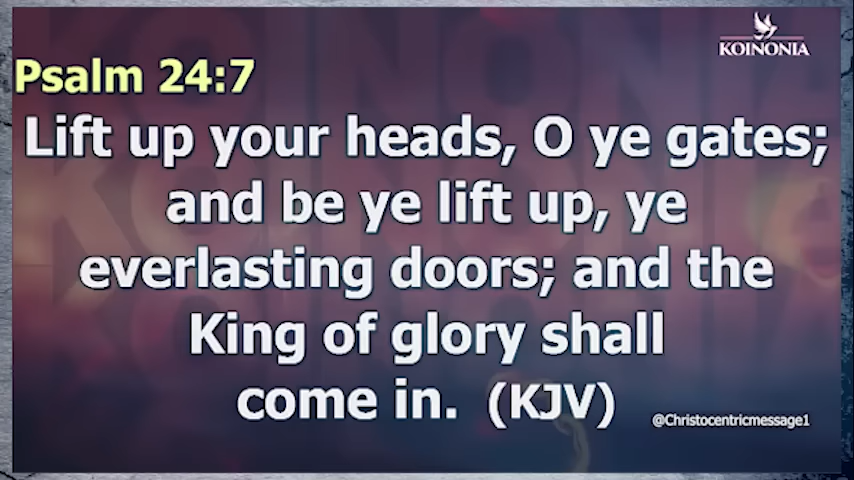 KOINONIA
Psalm 24:7
Lift up your heads, O ye gates;
and be ye lift up, ye
everlasting doors; and the
King of glory shall
come in. (KJV)
@Christocentricmessage1